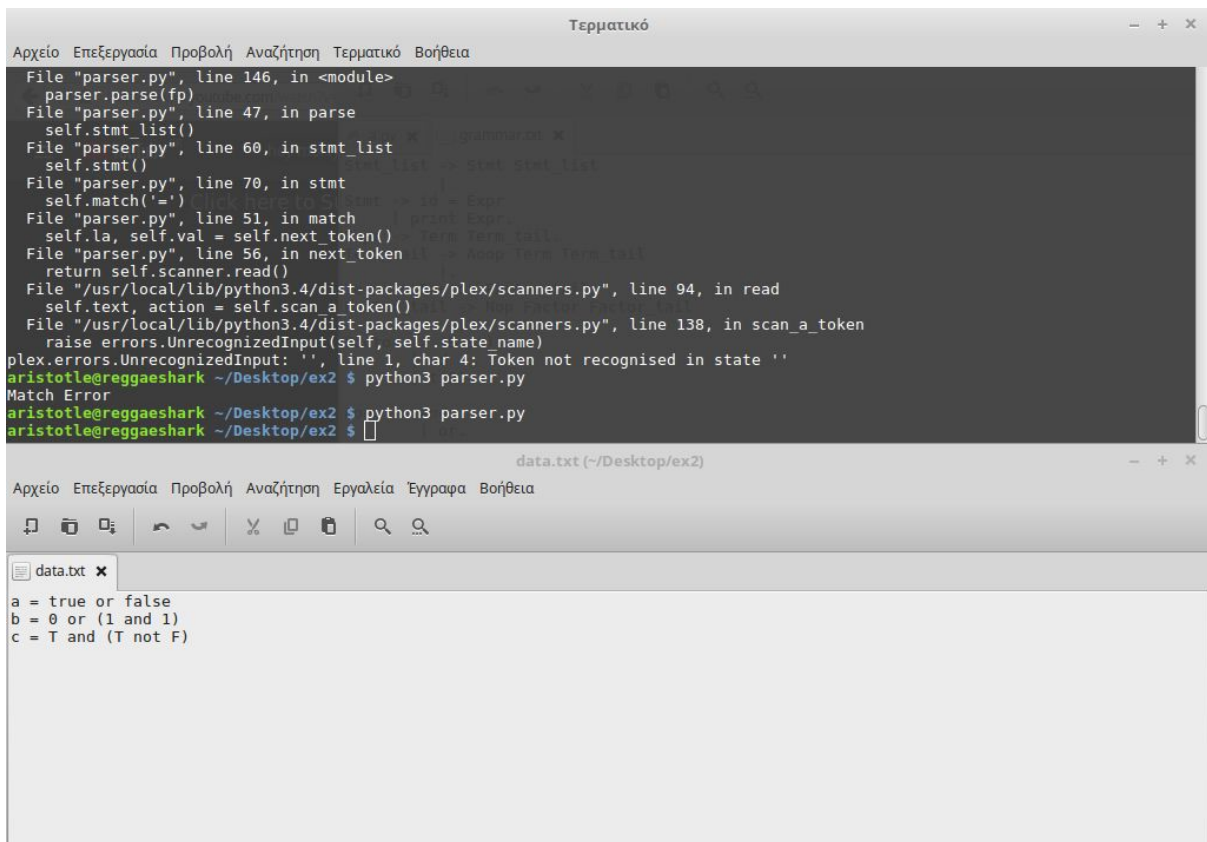 Τερματικό
Αρχείο Επεξεργασία Προβολή Αναζήτηση Τερματικό Βοήθεια
File "parser.py", line 146, in <module>
parser.parse(fp)
File "parser.py", line 47, in parse
self.stmt_list()
File "parser.py", line 60, in stmt_list
self.stmt()
File "parser.py", line 70, in stmt
self.match('=')
File "parser.py", line 51, in match
self.la, self.val = self.next_token()
File "parser.py", line 56, in next_token
return self.scanner.read()
File "/usr/local/lib/python3.4/dist-packages/plex/scanners.py", line 94, in read
self.text, action = self.scan_a_token()
File "/usr/local/lib/python3.4/dist-packages/plex/scanners.py", line 138, in scan_a_token
raise errors.UnrecognizedInput(self, self.state_name)
plex.errors.UnrecognizedInput: '', line 1, char 4: Token not recognised in state ''
aristotle@reggaeshark ~/Desktop/ex2 $ python3 parser.py
Match Error
aristotle@reggaeshark ~/Desktop/ex2 $ python3 parser.py
aristotle@reggaeshark ~/Desktop/ex2 $
data.txt (~/Desktop/ex2)
Αρχείο Επεξεργασία Προβολή Αναζήτηση Εργαλεία Έγγραφα Βοήθεια
data.txt
a = true or false
b = 0 or (1 and 1)
c = T and (T not F)